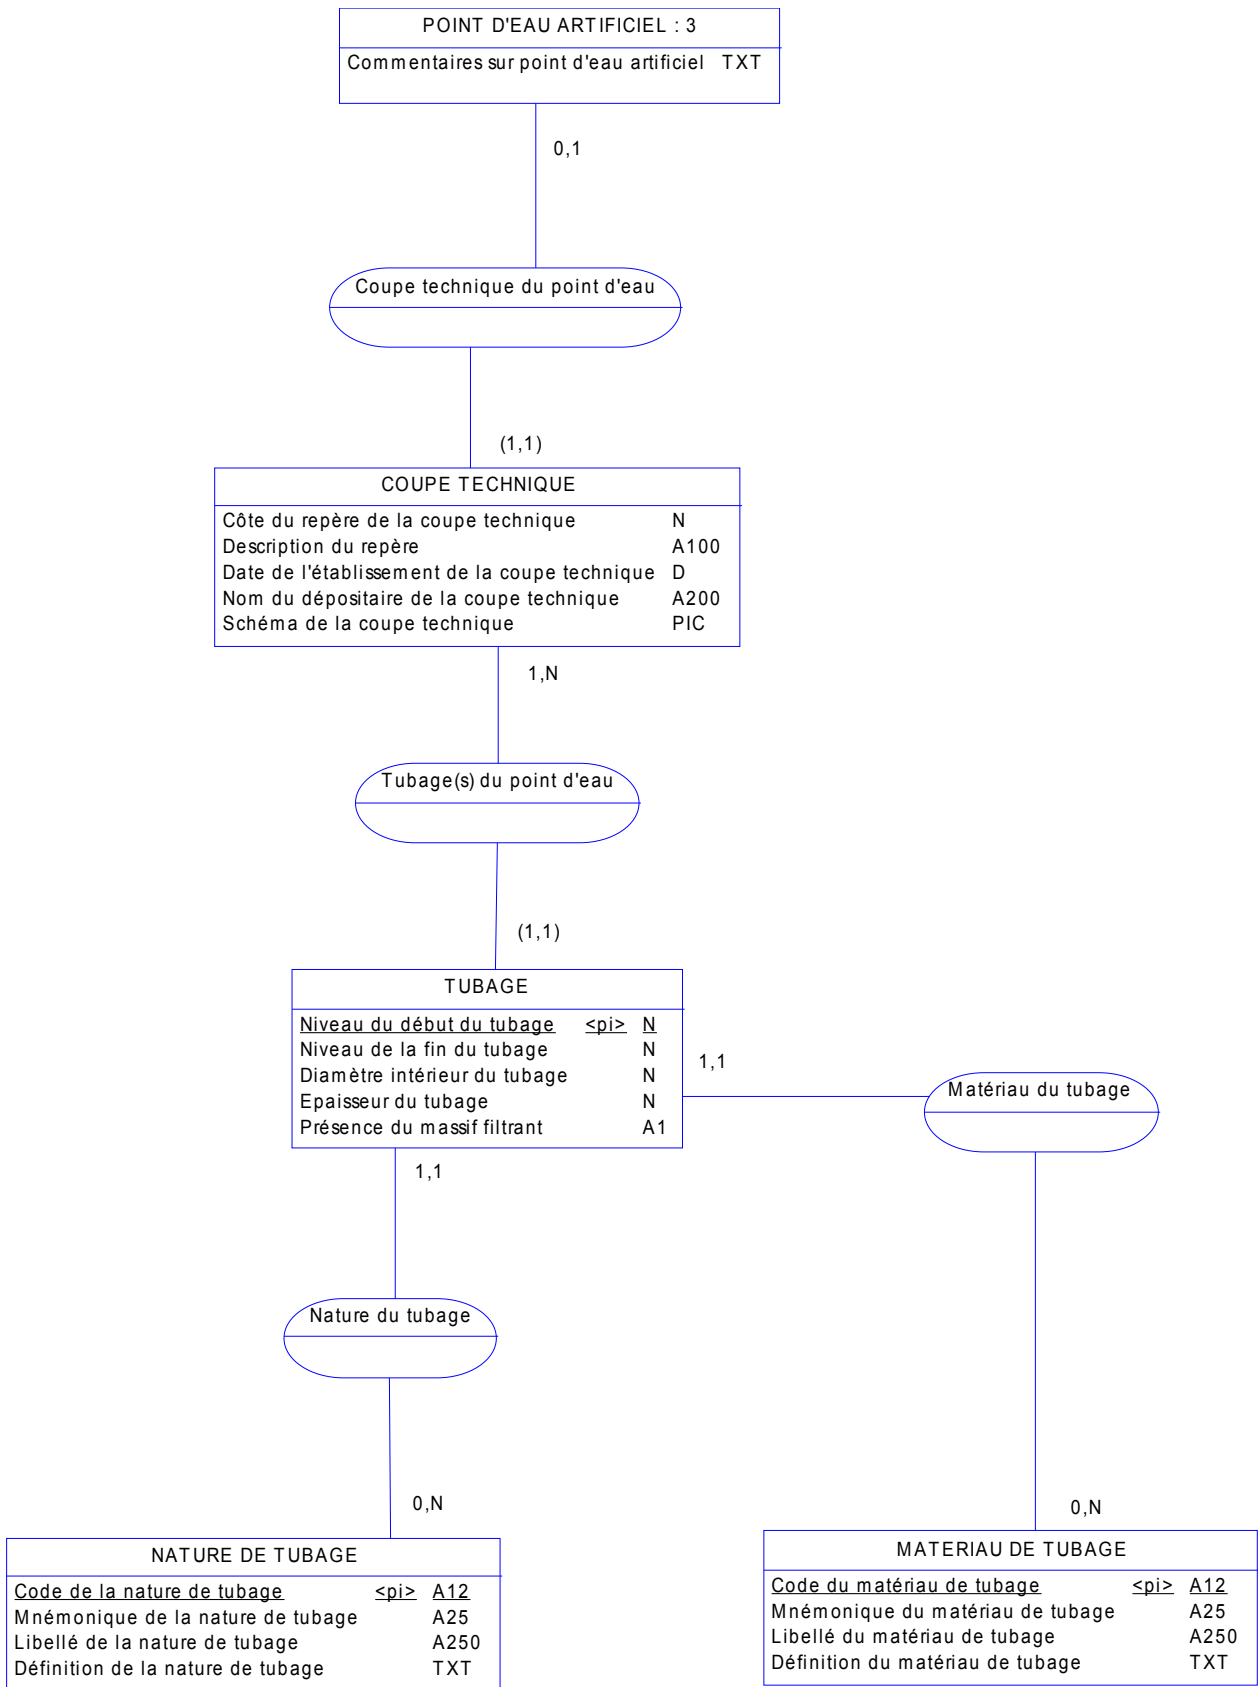 POINT D'EAU ARTIFICIEL : 3
Commentaires sur point d'eau artificiel TXT
0,1
Coupe technique du point d'eau
(1,1)
COUPE TECHNIQUE
Côte du repère de la coupe technique N
Description du repère A100
Date de l'établissement de la coupe technique D
Nom du dépositaire de la coupe technique A200
Schéma de la coupe technique PIC
1,N
Tubage(s) du point d'eau
(1,1)
TUBAGE
Niveau du début du tubage <pi> N
Niveau de la fin du tubage N
Diamètre intérieur du tubage N
Epaisseur du tubage N
Présence du massif filtrant A1
1,1
Matériau du tubage
1,1
Nature du tubage
0,N
0,N
NATURE DE TUBAGE
Code de la nature de tubage <pi> A12
Mnémonique de la nature de tubage A25
Libellé de la nature de tubage A250
Définition de la nature de tubage TXT
MATERIAU DE TUBAGE
Code du matériau de tubage <pi> A12
Mnémonique du matériau de tubage A25
Libellé du matériau de tubage A250
Définition du matériau de tubage TXT